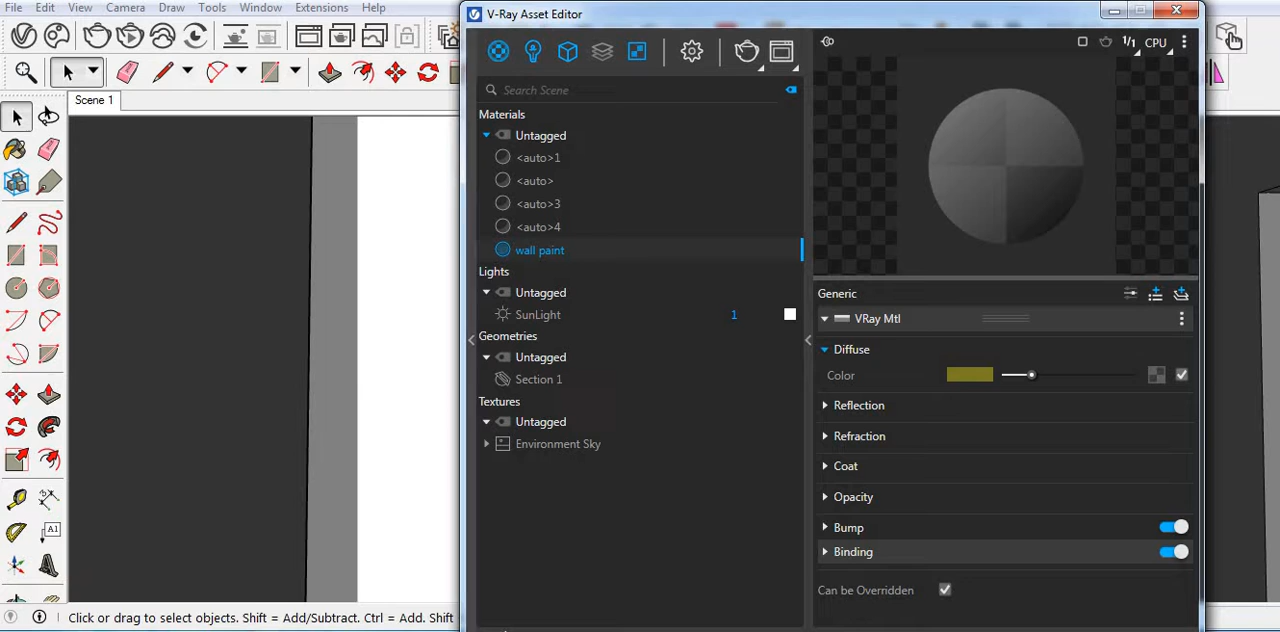 File Edit View Camera Draw Tools Window Extensions Help
V-Ray Asset Editor
1/1 CPU
Scene 1
Search Scene
Materials
Untagged
<auto>1
<auto>
<auto>3
<auto>4
wall paint
Lights
Untagged
SunLight 1
Geometries
Untagged
Section 1
Textures
Untagged
Environment Sky
Generic
VRay Mtl
Diffuse
Color
Reflection
Refraction
Coat
Opacity
Bump
Binding
Can be Overridden
A1
Click or drag to select objects. Shift = Add/Subtract. Ctrl = Add. Shift